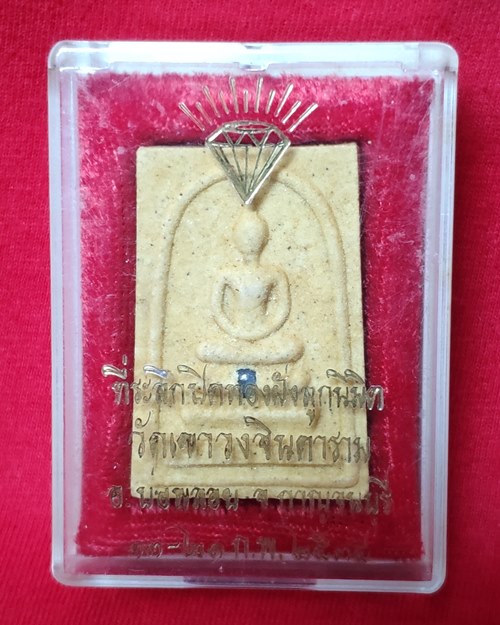 ที่ระลึกปิดทองฝังลูกนิมิต
วัดเขาวงจินดาราม
อ. บ่อพลอย จ. กาญจนบุรี
ก.พ.